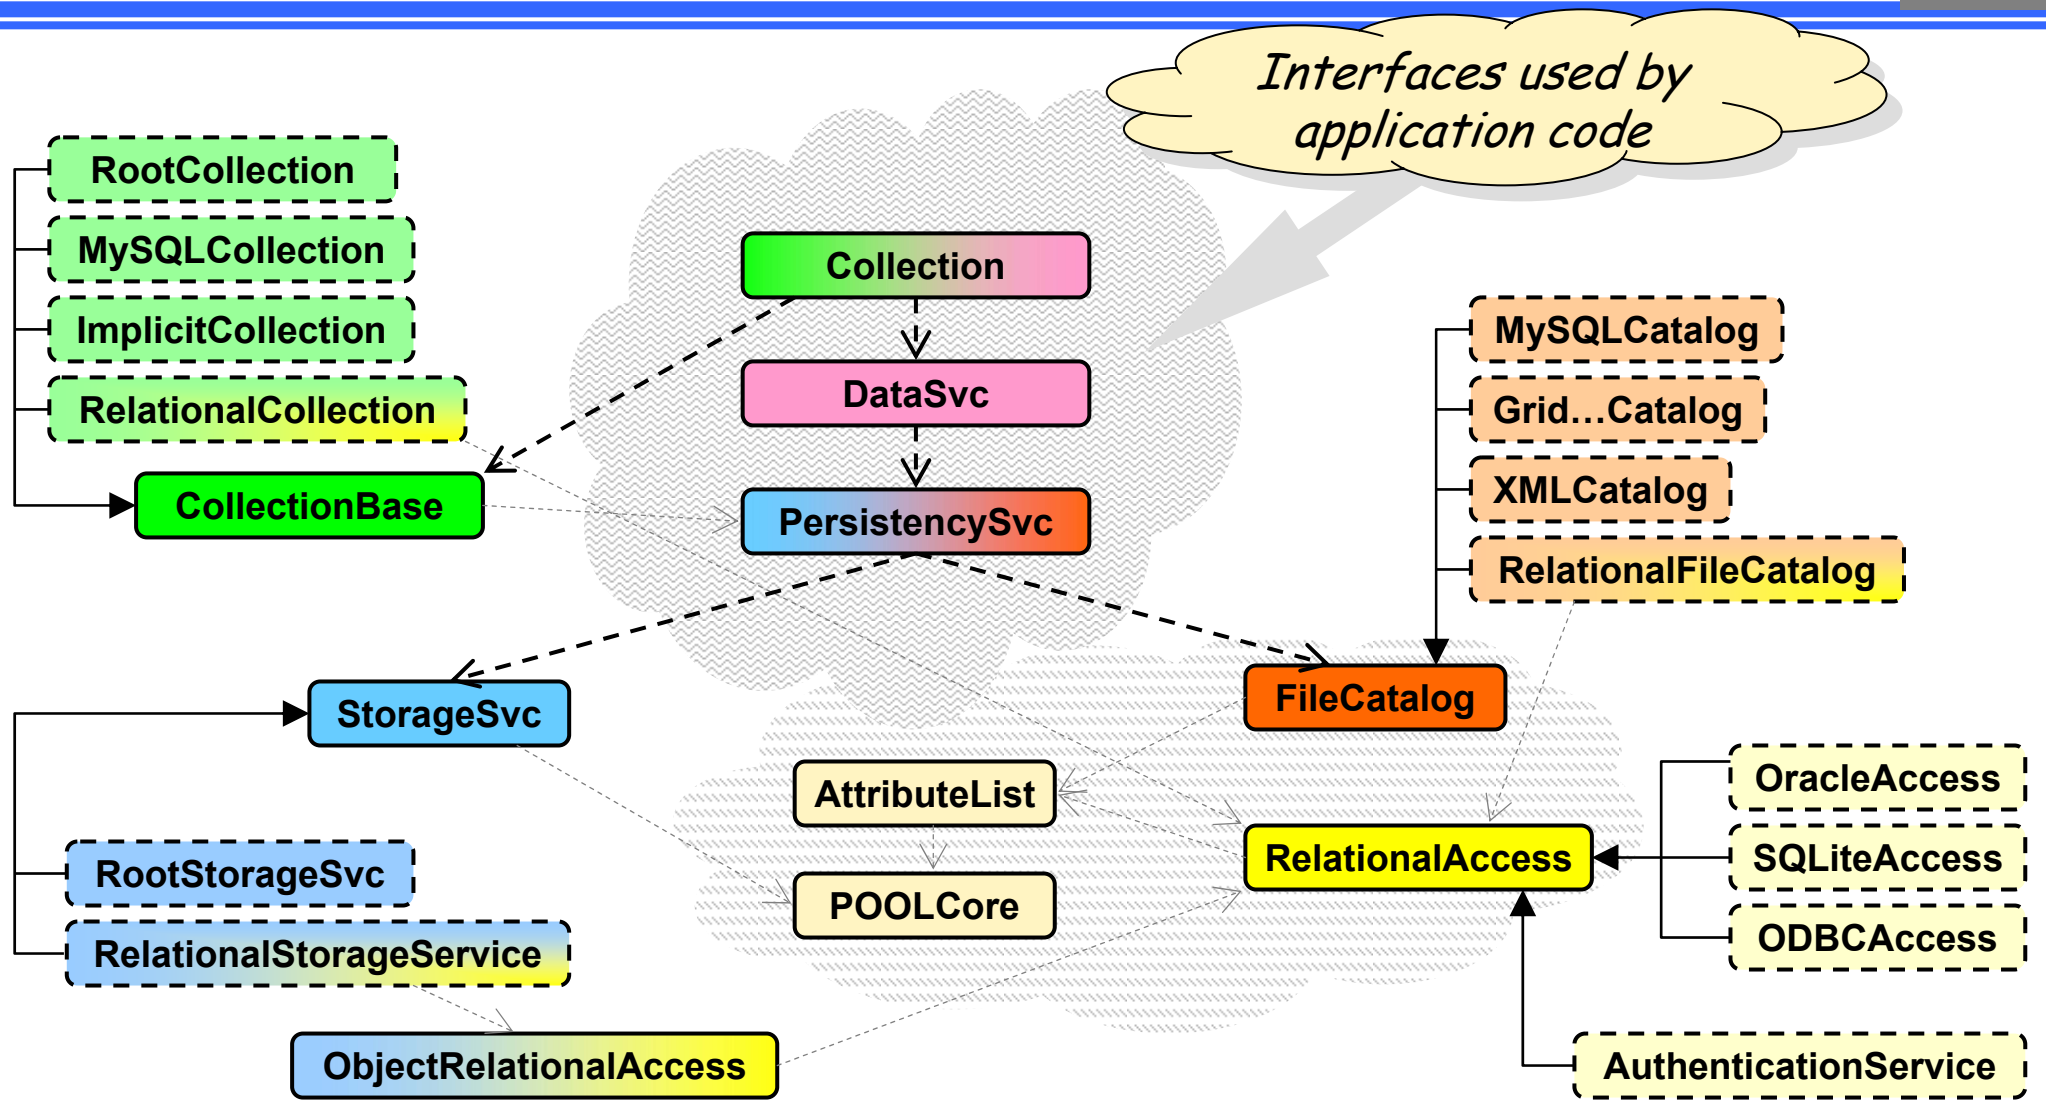 Interfaces used by
application code
RootCollection
MySQLCollection
ImplicitCollection
RelationalCollection
CollectionBase
Collection
DataSvc
PersistencySvc
MySQLCatalog
Grid...Catalog
XMLCatalog
RelationalFileCatalog
StorageSvc
FileCatalog
AttributeList
POOLCore
RelationalAccess
OracleAccess
SQLiteAccess
ODBCAccess
RootStorageSvc
RelationalStorageService
ObjectRelationalAccess
AuthenticationService